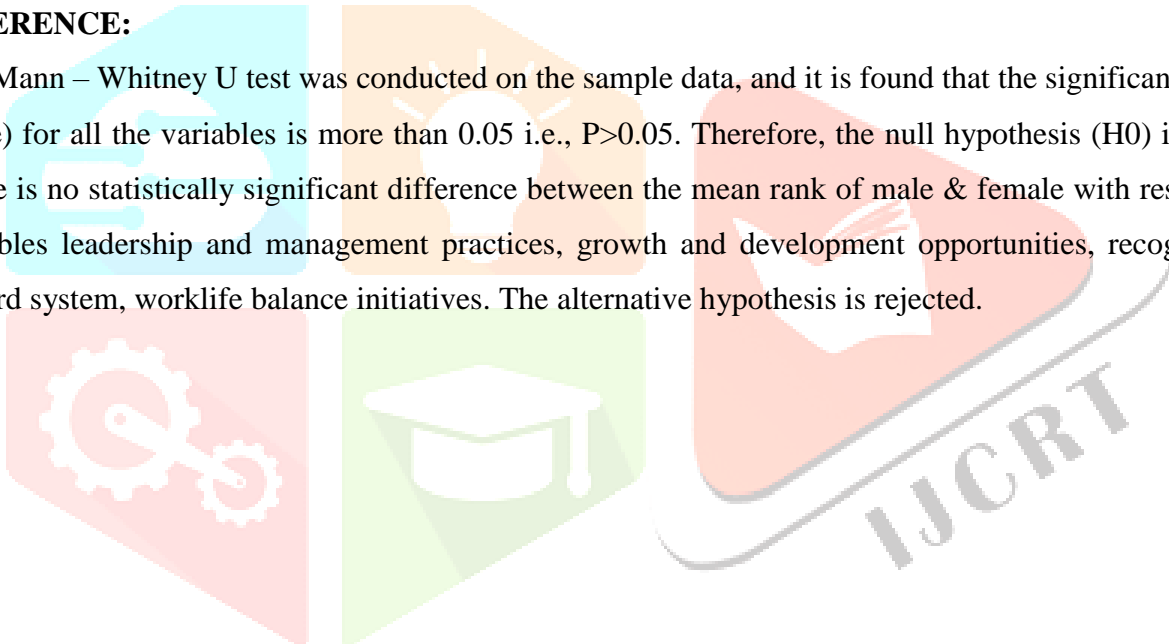 ERENCE:
Mann – Whitney U test was conducted on the sample data, and it is found that the significan
) for all the variables is more than 0.05 i.e., P>0.05. Therefore, the null hypothesis (H0) i
e is no statistically significant difference between the mean rank of male & female with res
bles leadership and management practices, growth and development opportunities, recog
rd system, worklife balance initiatives. The alternative hypothesis is rejected.
IJCRT